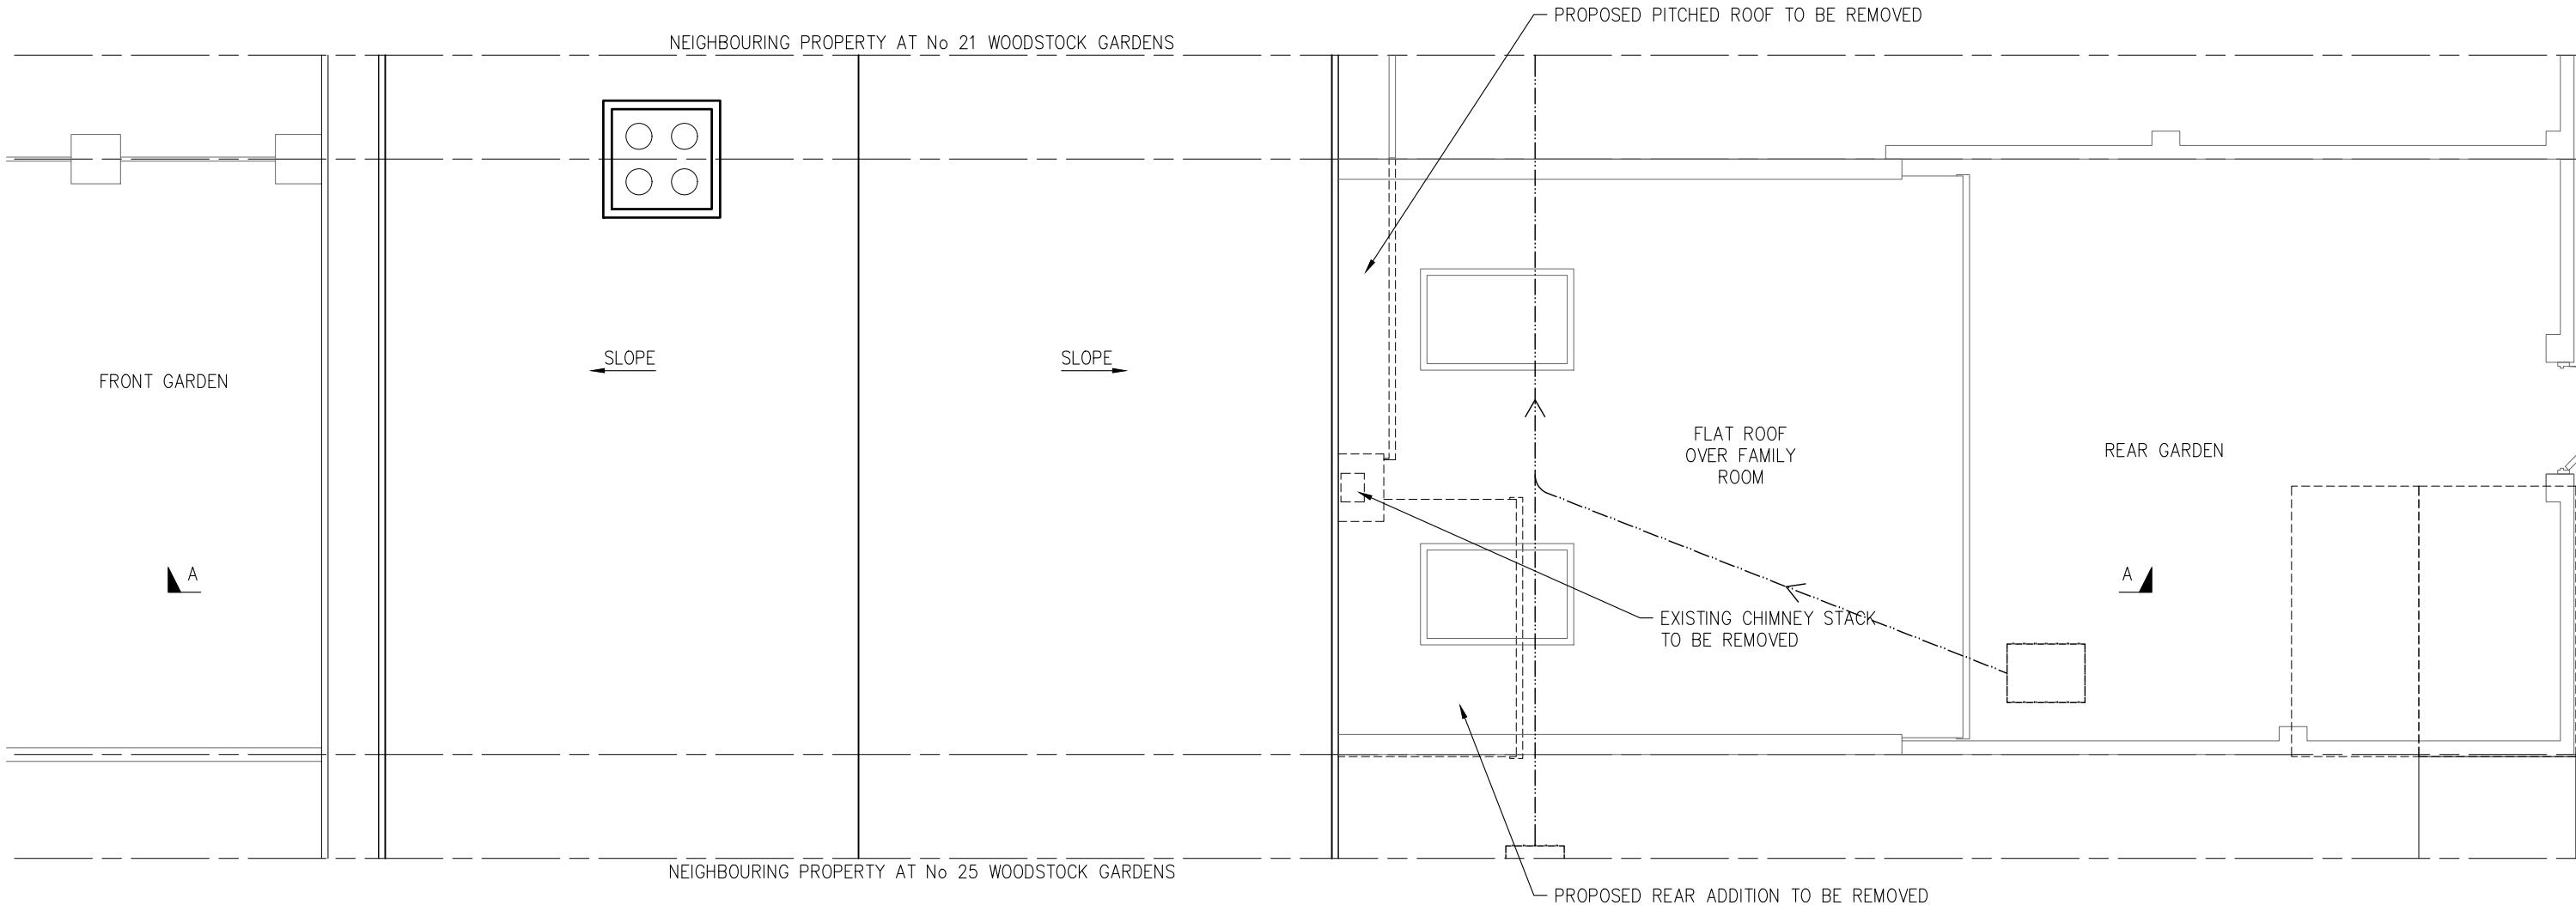 PROPOSED PITCHED ROOF TO BE REMOVED
NEIGHBOURING PROPERTY AT No 21 WOODSTOCK GARDENS
SLOPE
SLOPE
FRONT GARDEN
FLAT ROOF
OVER FAMILY
ROOM
REAR GARDEN
A
A
EXISTING CHIMNEY STACK
TO BE REMOVED
NEIGHBOURING PROPERTY AT No 25 WOODSTOCK GARDENS
PROPOSED REAR ADDITION TO BE REMOVED